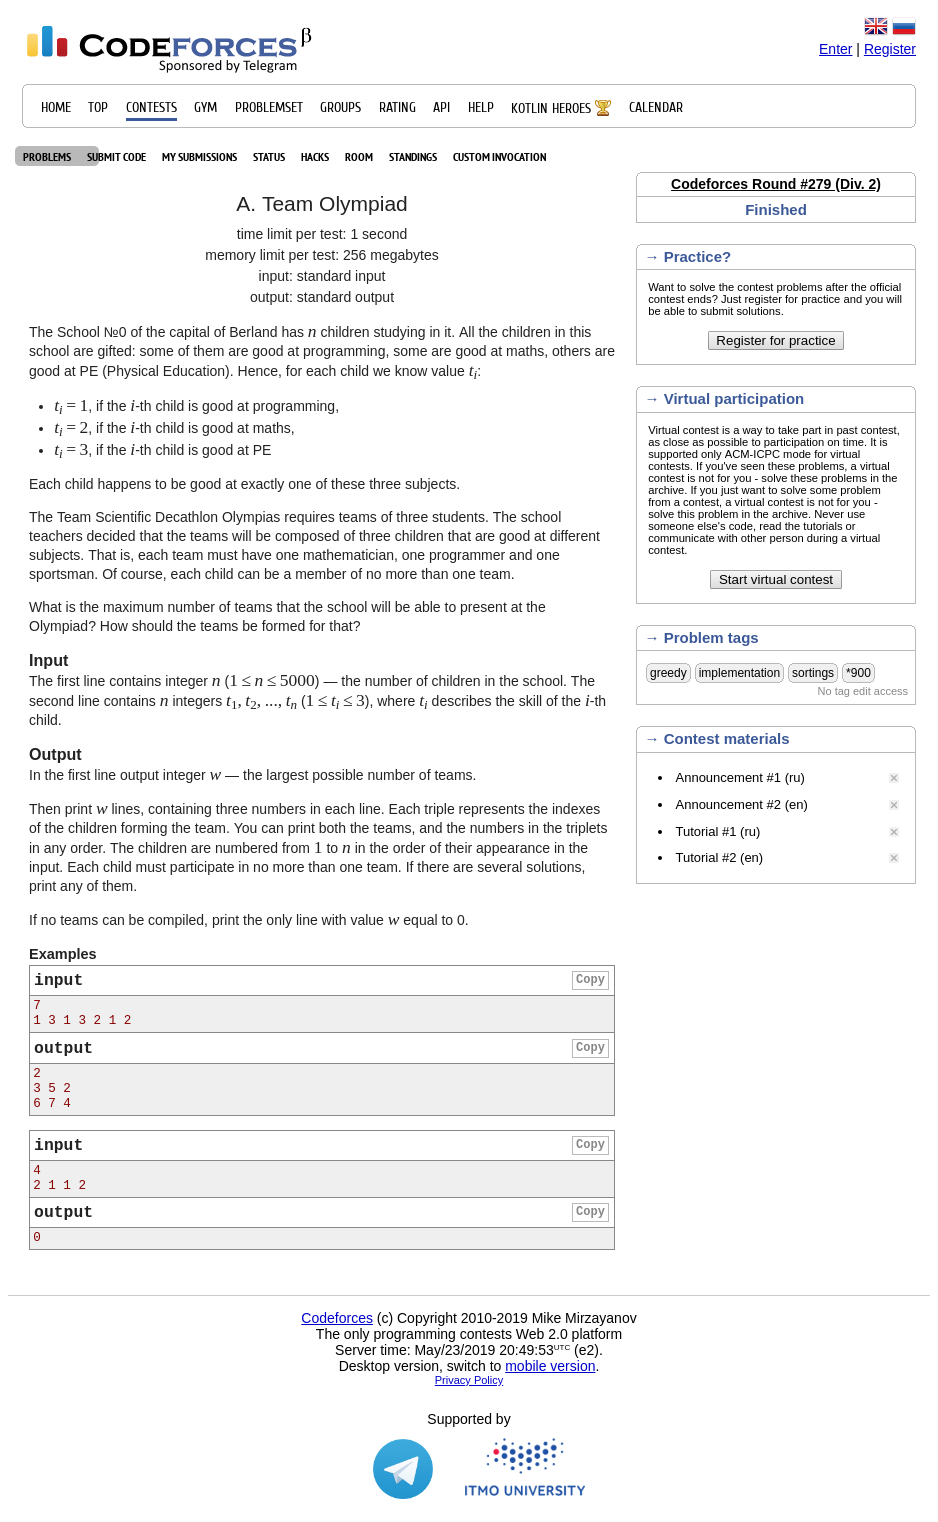 CODEFORCES β
Sponsored by Telegram
Enter | Register
HOME TOP CONTESTS GYM PROBLEMSET GROUPS RATING API HELP KOTLIN HEROES CALENDAR
PROBLEMS SUBMIT CODE MY SUBMISSIONS STATUS HACKS ROOM STANDINGS CUSTOM INVOCATION
A. Team Olympiad
time limit per test: 1 second
memory limit per test: 256 megabytes
input: standard input
output: standard output
The School №0 of the capital of Berland has n children studying in it. All the children in this
school are gifted: some of them are good at programming, some are good at maths, others are
good at PE (Physical Education). Hence, for each child we know value tᵢ:
• tᵢ = 1, if the i-th child is good at programming,
• tᵢ = 2, if the i-th child is good at maths,
• tᵢ = 3, if the i-th child is good at PE
Each child happens to be good at exactly one of these three subjects.
The Team Scientific Decathlon Olympias requires teams of three students. The school
teachers decided that the teams will be composed of three children that are good at different
subjects. That is, each team must have one mathematician, one programmer and one
sportsman. Of course, each child can be a member of no more than one team.
What is the maximum number of teams that the school will be able to present at the
Olympiad? How should the teams be formed for that?
Input
The first line contains integer n (1 ≤ n ≤ 5000) — the number of children in the school. The
second line contains n integers t₁, t₂, ..., tₙ (1 ≤ tᵢ ≤ 3), where tᵢ describes the skill of the i-th
child.
Output
In the first line output integer w — the largest possible number of teams.
Then print w lines, containing three numbers in each line. Each triple represents the indexes
of the children forming the team. You can print both the teams, and the numbers in the triplets
in any order. The children are numbered from 1 to n in the order of their appearance in the
input. Each child must participate in no more than one team. If there are several solutions,
print any of them.
If no teams can be compiled, print the only line with value w equal to 0.
Examples
input Copy
7
1 3 1 3 2 1 2
output Copy
2
3 5 2
6 7 4
input Copy
4
2 1 1 2
output Copy
0
Codeforces Round #279 (Div. 2)
Finished
→ Practice?
Want to solve the contest problems after the official
contest ends? Just register for practice and you will
be able to submit solutions.
Register for practice
→ Virtual participation
Virtual contest is a way to take part in past contest,
as close as possible to participation on time. It is
supported only ACM-ICPC mode for virtual
contests. If you've seen these problems, a virtual
contest is not for you - solve these problems in the
archive. If you just want to solve some problem
from a contest, a virtual contest is not for you -
solve this problem in the archive. Never use
someone else's code, read the tutorials or
communicate with other person during a virtual
contest.
Start virtual contest
→ Problem tags
greedy implementation sortings *900
No tag edit access
→ Contest materials
• Announcement #1 (ru)
• Announcement #2 (en)
• Tutorial #1 (ru)
• Tutorial #2 (en)
Codeforces (c) Copyright 2010-2019 Mike Mirzayanov
The only programming contests Web 2.0 platform
Server time: May/23/2019 20:49:53 UTC (e2).
Desktop version, switch to mobile version.
Privacy Policy
Supported by
ITMO UNIVERSITY